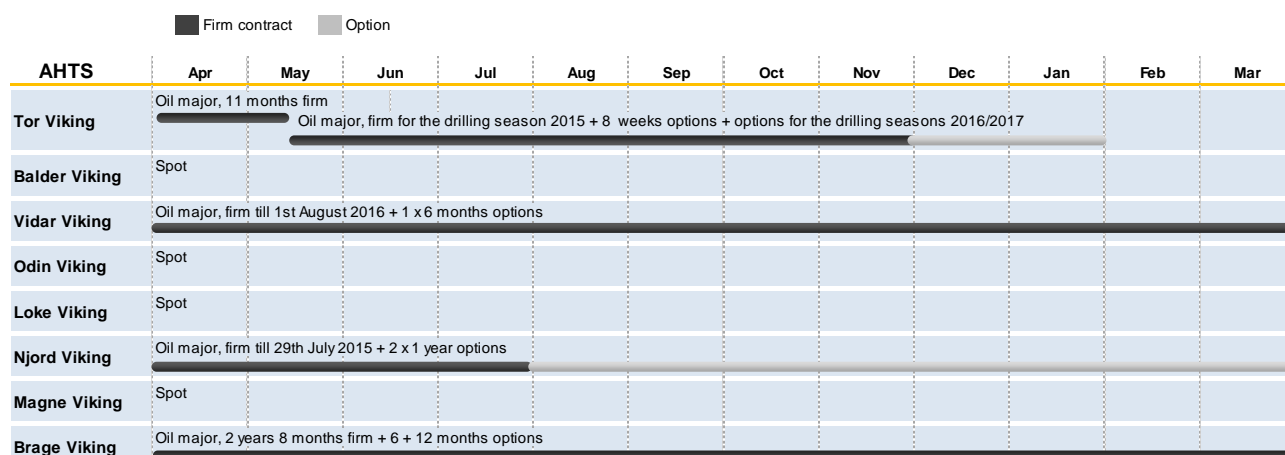 Firm contract Option
AHTS Apr May Jun Jul Aug Sep Oct Nov Dec Jan Feb Mar
Tor Viking
Oil major, 11 months firm
Oil major, firm for the drilling season 2015 + 8 weeks options + options for the drilling seasons 2016/2017
Balder Viking
Spot
Vidar Viking
Oil major, firm till 1st August 2016 + 1 x 6 months options
Odin Viking
Spot
Loke Viking
Spot
Njord Viking
Oil major, firm till 29th July 2015 + 2 x 1 year options
Magne Viking
Spot
Brage Viking
Oil major, 2 years 8 months firm + 6 + 12 months options